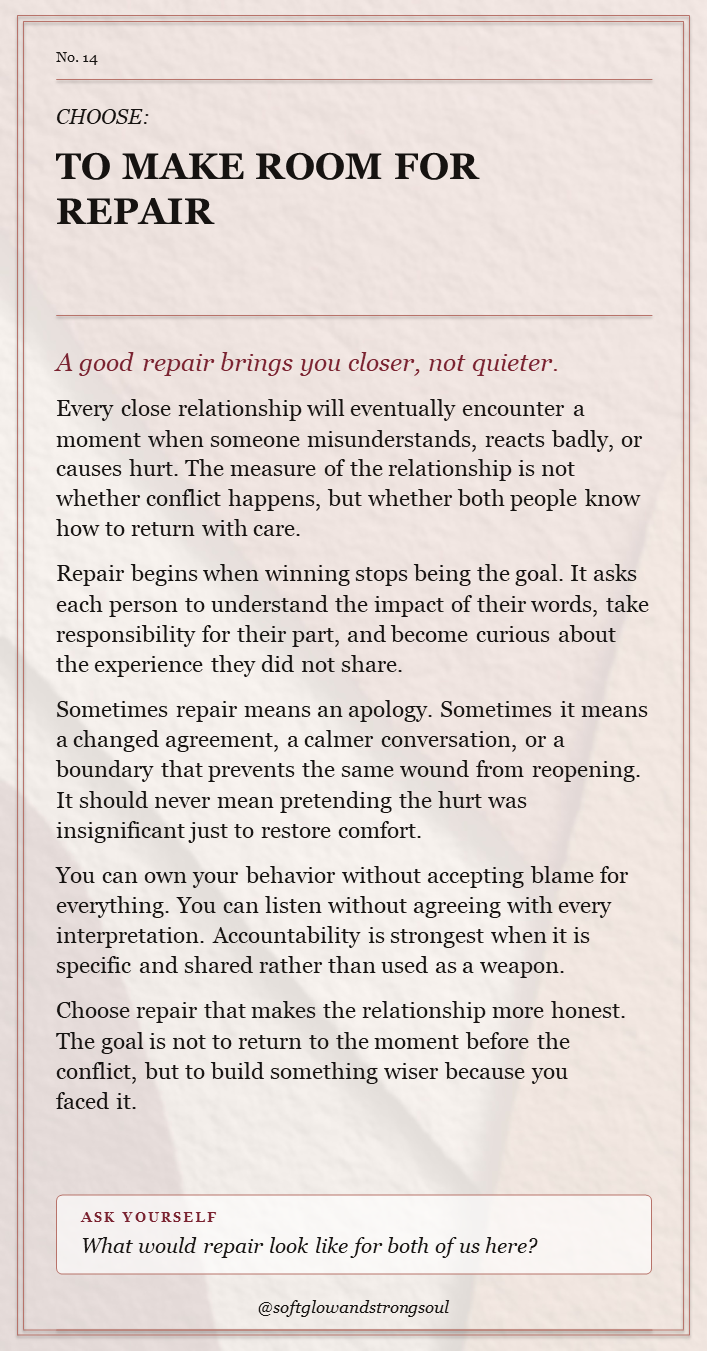 No. 14
CHOOSE:
TO MAKE ROOM FOR
REPAIR
A good repair brings you closer, not quieter.
Every close relationship will eventually encounter a
moment when someone misunderstands, reacts badly, or
causes hurt. The measure of the relationship is not
whether conflict happens, but whether both people know
how to return with care.
Repair begins when winning stops being the goal. It asks
each person to understand the impact of their words, take
responsibility for their part, and become curious about
the experience they did not share.
Sometimes repair means an apology. Sometimes it means
a changed agreement, a calmer conversation, or a
boundary that prevents the same wound from reopening.
It should never mean pretending the hurt was
insignificant just to restore comfort.
You can own your behavior without accepting blame for
everything. You can listen without agreeing with every
interpretation. Accountability is strongest when it is
specific and shared rather than used as a weapon.
Choose repair that makes the relationship more honest.
The goal is not to return to the moment before the
conflict, but to build something wiser because you
faced it.
ASK YOURSELF
What would repair look like for both of us here?
@softglowandstrongsoul